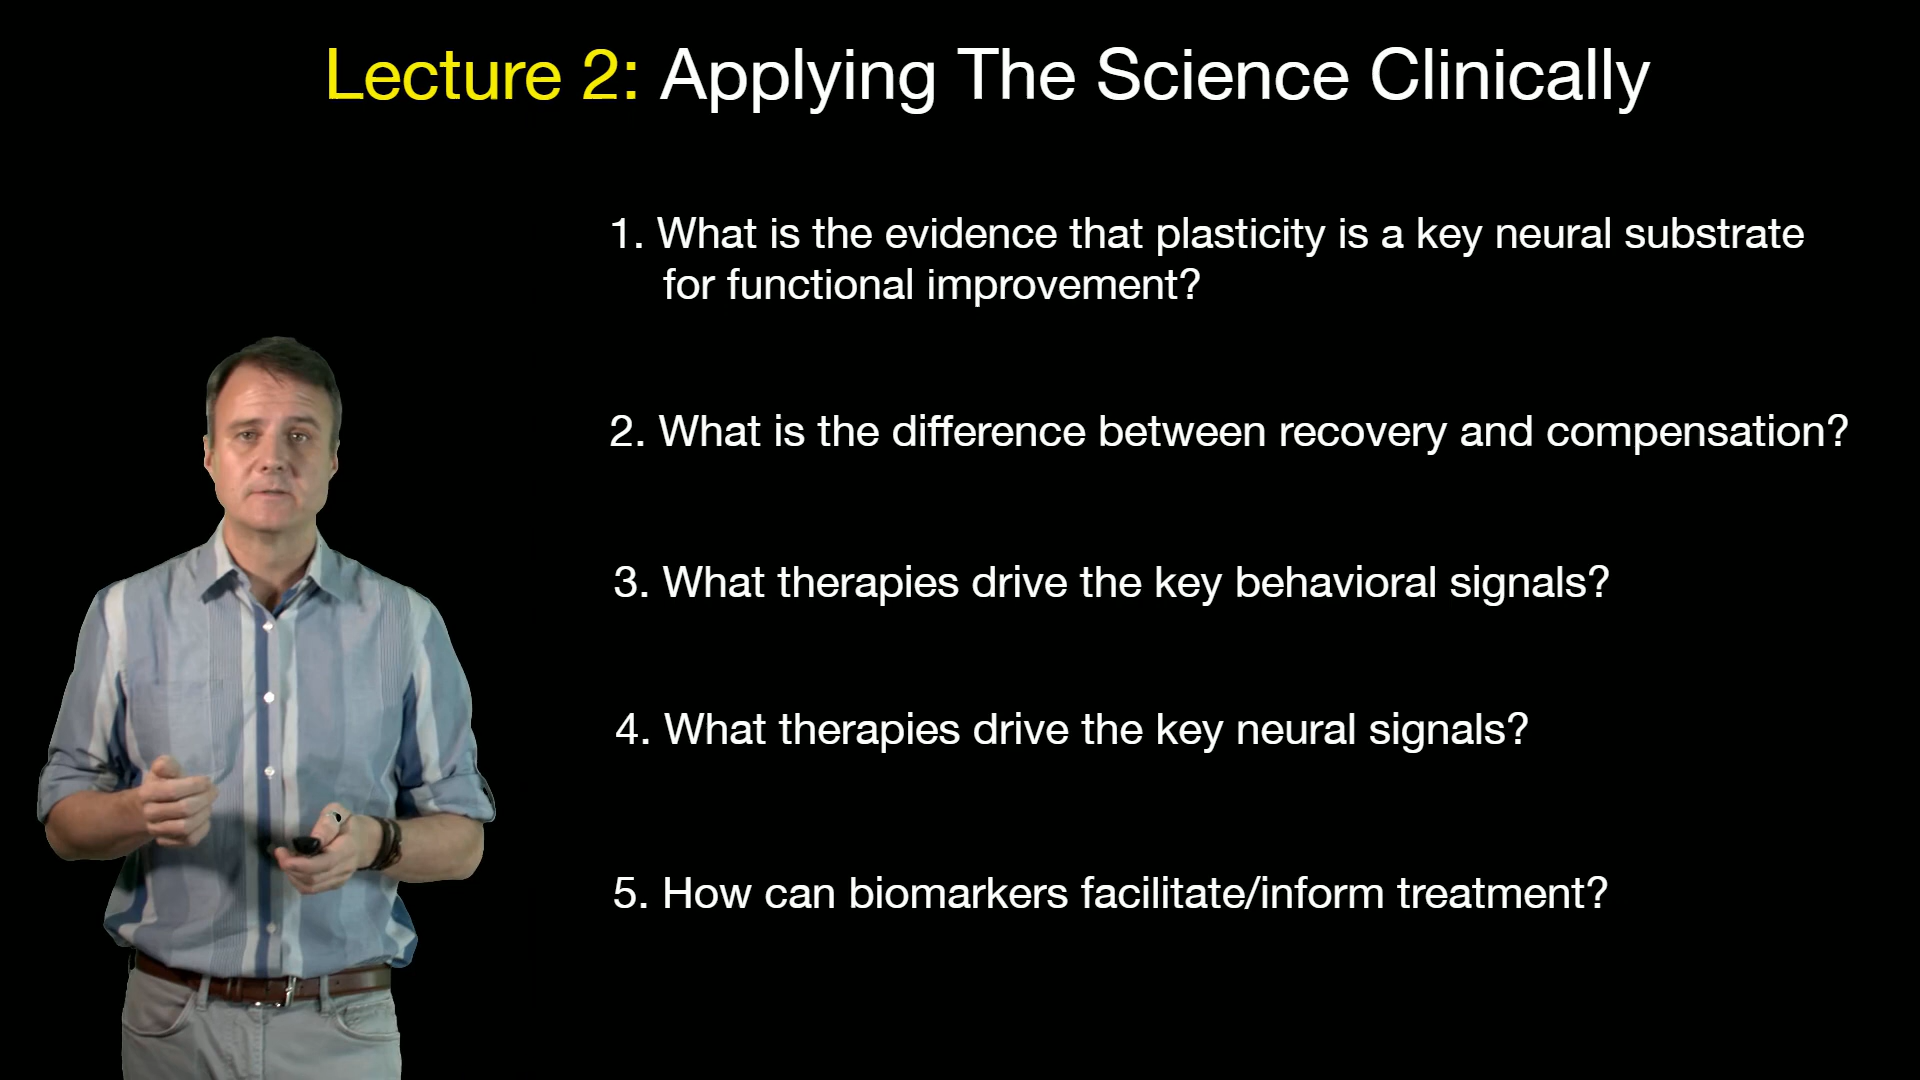 Lecture 2: Applying The Science Clinically
1. What is the evidence that plasticity is a key neural substrate
for functional improvement?
2. What is the difference between recovery and compensation?
3. What therapies drive the key behavioral signals?
4. What therapies drive the key neural signals?
5. How can biomarkers facilitate/inform treatment?